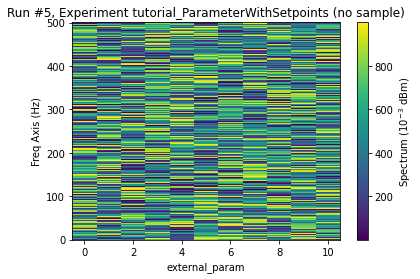 Run #5, Experiment tutorial_ParameterWithSetpoints (no sample)
500
400
300
200
100
0
Freq Axis (Hz)
0 2 4 6 8 10
external_param
800
600
400
200
Spectrum (10⁻³ dBm)